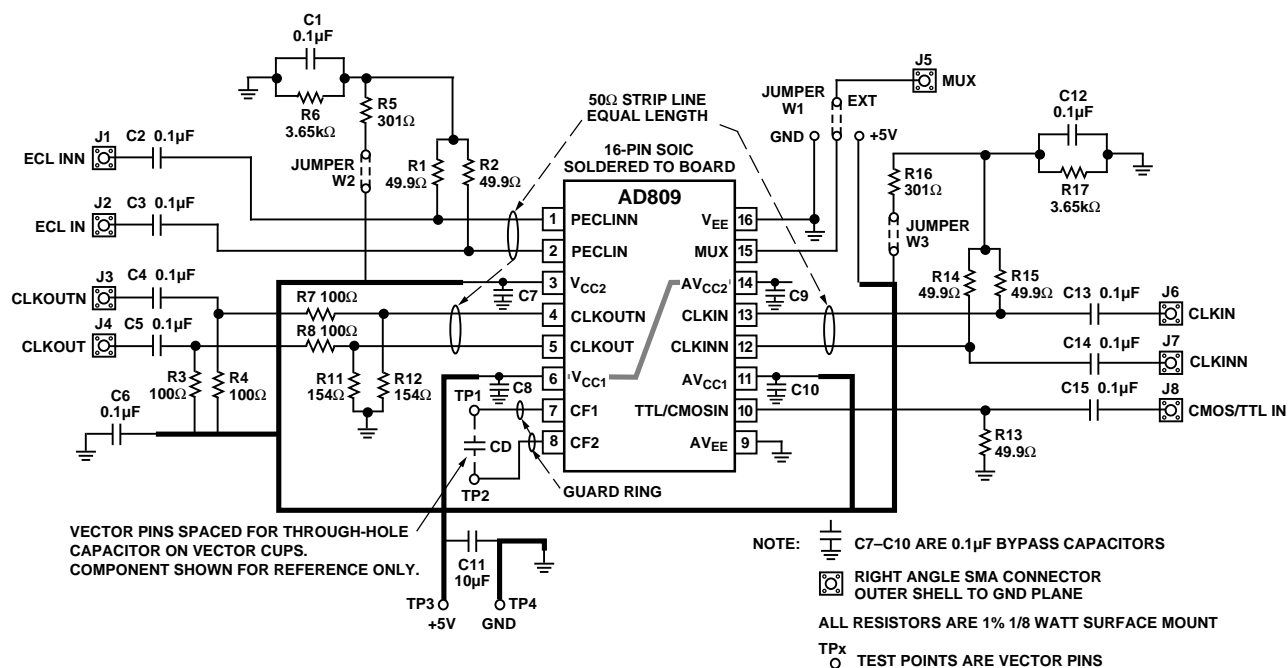 C1
0.1µF
R6
3.65kΩ
R5
301Ω
JUMPER
W2
50Ω STRIP LINE
EQUAL LENGTH
16-PIN SOIC
SOLDERED TO BOARD
J5
MUX
JUMPER
W1
EXT
GND
+5V
C12
0.1µF
R17
3.65kΩ
R16
301Ω
JUMPER
W3
J1
C2 0.1µF
ECL INN
J2
C3 0.1µF
ECL IN
R1
49.9Ω
R2
49.9Ω
J3
C4 0.1µF
CLKOUTN
J4
C5 0.1µF
CLKOUT
R7 100Ω
R8 100Ω
R3
100Ω
R4
100Ω
R11
154Ω
R12
154Ω
C6
0.1µF
C7
C8
AD809
1 PECLINN
2 PECLIN
3 VCC2
4 CLKOUTN
5 CLKOUT
6 VCC1
7 CF1
8 CF2
VEE 16
MUX 15
AVCC2 14
CLKIN 13
CLKINN 12
AVCC1 11
TTL/CMOSIN 10
AVEE 9
C9
C10
R14
49.9Ω
R15
49.9Ω
C13 0.1µF
J6
CLKIN
C14 0.1µF
J7
CLKINN
C15 0.1µF
J8
CMOS/TTL IN
R13
49.9Ω
TP1
CD
TP2
GUARD RING
VECTOR PINS SPACED FOR THROUGH-HOLE
CAPACITOR ON VECTOR CUPS.
COMPONENT SHOWN FOR REFERENCE ONLY.
C11
10µF
TP3
+5V
TP4
GND
NOTE:
C7–C10 ARE 0.1µF BYPASS CAPACITORS
RIGHT ANGLE SMA CONNECTOR
OUTER SHELL TO GND PLANE
ALL RESISTORS ARE 1% 1/8 WATT SURFACE MOUNT
TPx
TEST POINTS ARE VECTOR PINS